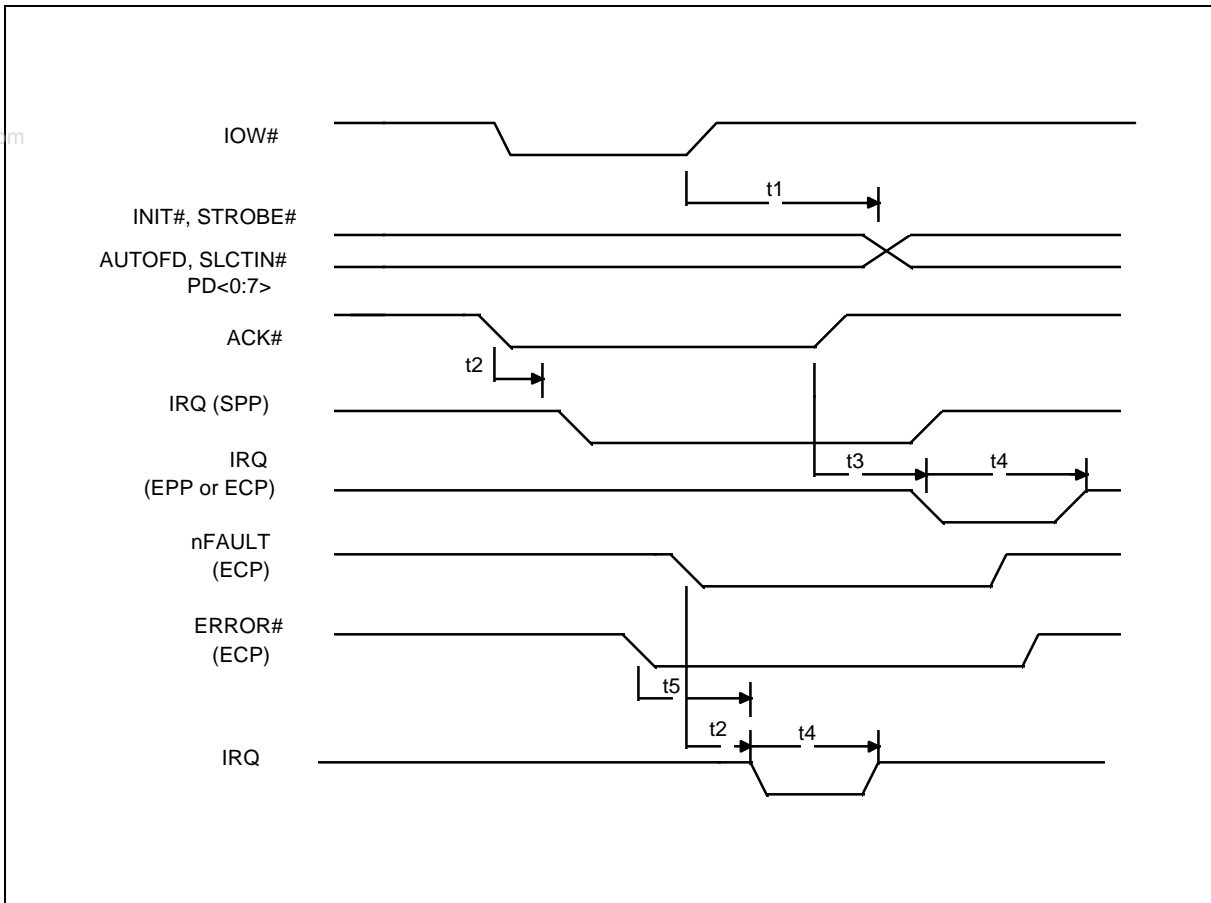 om
IOW#
t1
INIT#, STROBE#
AUTOFD, SLCTIN#
PD<0:7>
ACK#
t2
IRQ (SPP)
IRQ
(EPP or ECP)
t3
t4
nFAULT
(ECP)
ERROR#
(ECP)
t5
t2
t4
IRQ